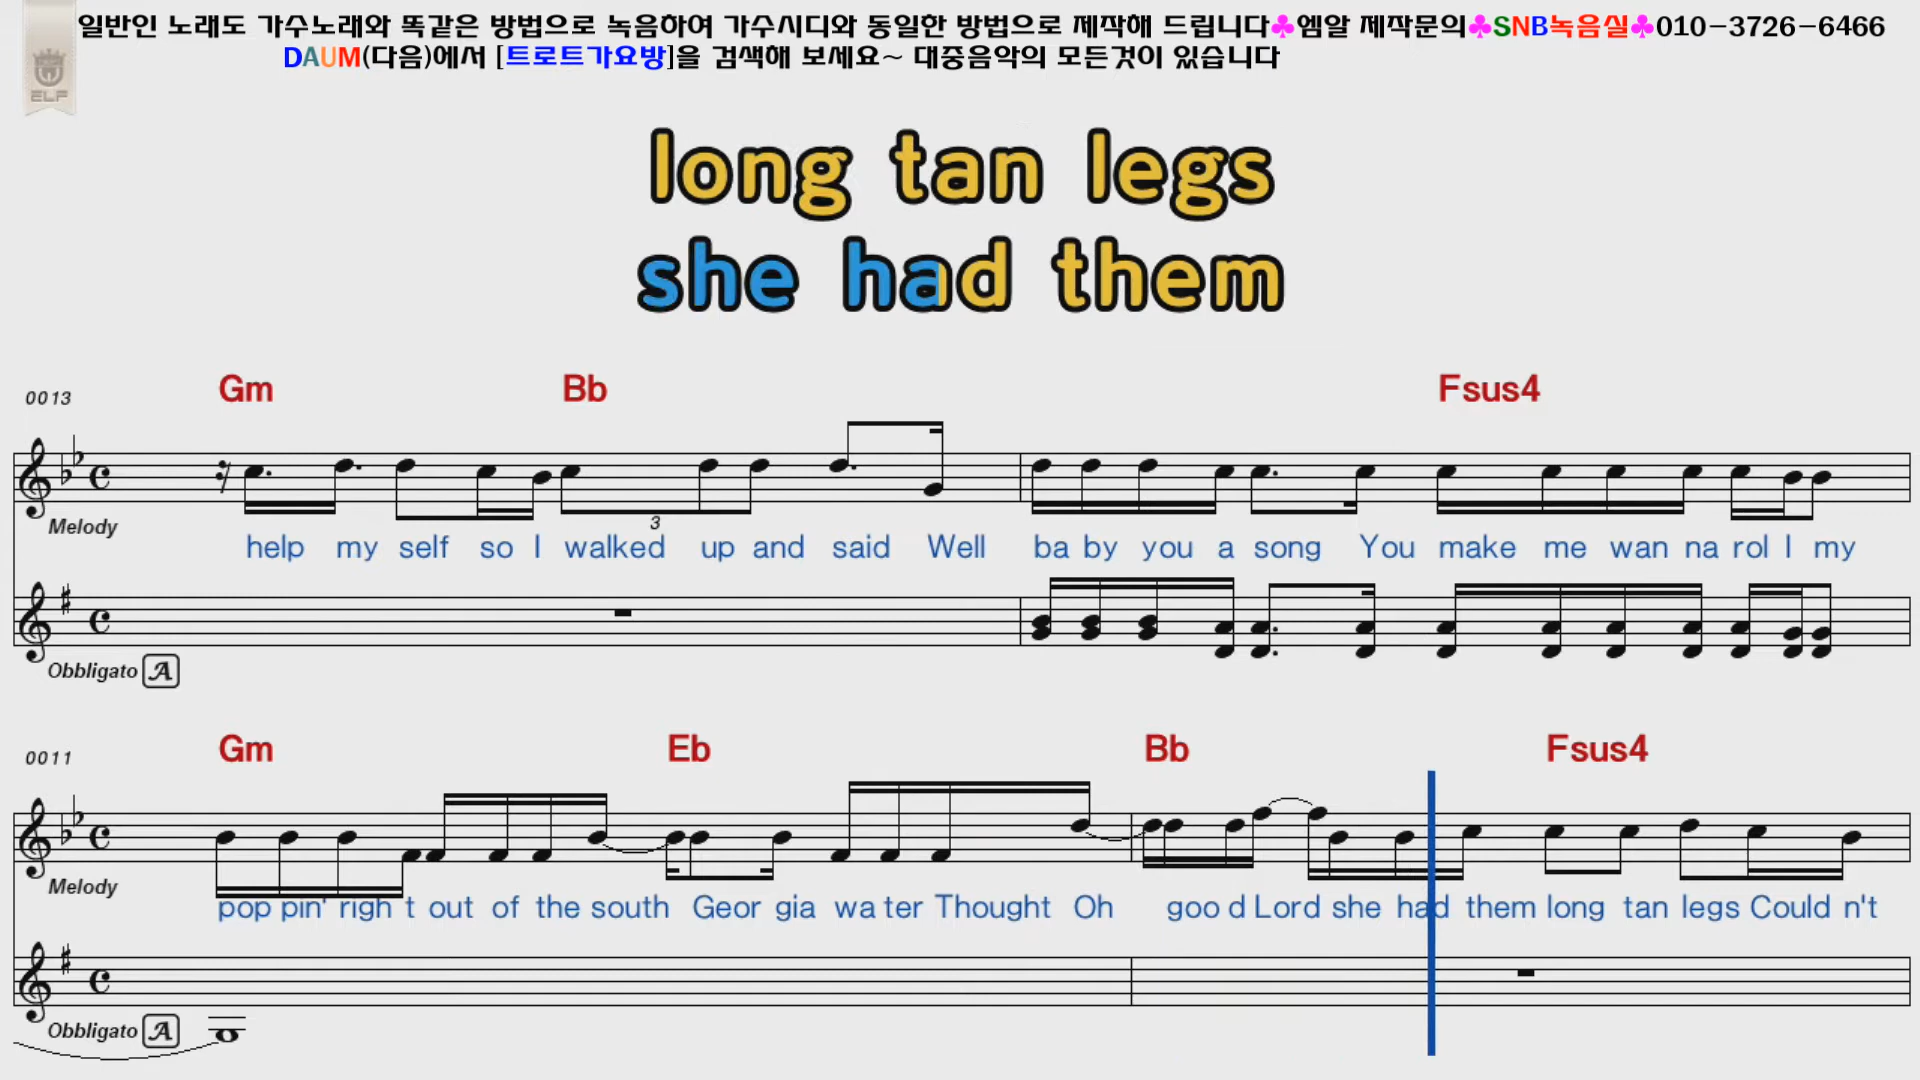 일반인 노래도 가수노래와 똑같은 방법으로 녹음하여 가수시디와 동일한 방법으로 제작해 드립니다♣엠알 제작문의♣SNB녹음실♣010-3726-6466
DAUM(다음)에서 [트로트가요방]을 검색해 보세요~ 대중음악의 모든것이 있습니다
ELF
long tan legs
she had them
0013 Gm Bb Fsus4
3
Melody
help my self so I walked up and said Well ba by you a song You make me wan na rol l my
Obbligato A
0011 Gm Eb Bb Fsus4
Melody
pop pin' righ t out of the south Geor gia wa ter Thought Oh goo d Lord she had them long tan legs Could n't
Obbligato A